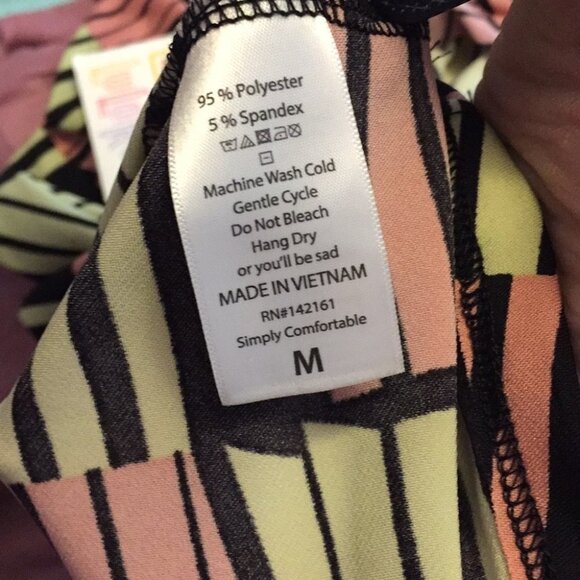 95 % Polyester
5 % Spandex
Machine Wash Cold
Gentle Cycle
Do Not Bleach
Hang Dry
or you'll be sad
MADE IN VIETNAM
RN#142161
Simply Comfortable
M